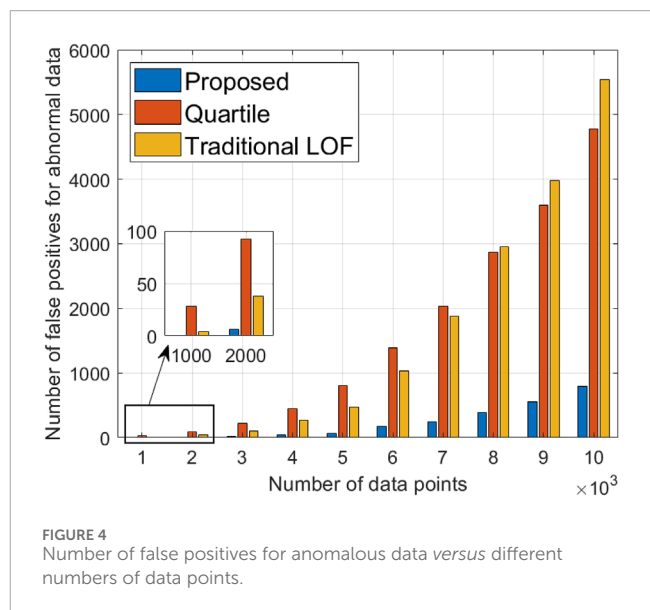 6000
5000
4000
3000
2000
1000
0
Number of false positives for abnormal data
Proposed
Quartile
Traditional LOF
100
50
0
1000 2000
1 2 3 4 5 6 7 8 9 10
Number of data points
×10³
FIGURE 4
Number of false positives for anomalous data versus different
numbers of data points.